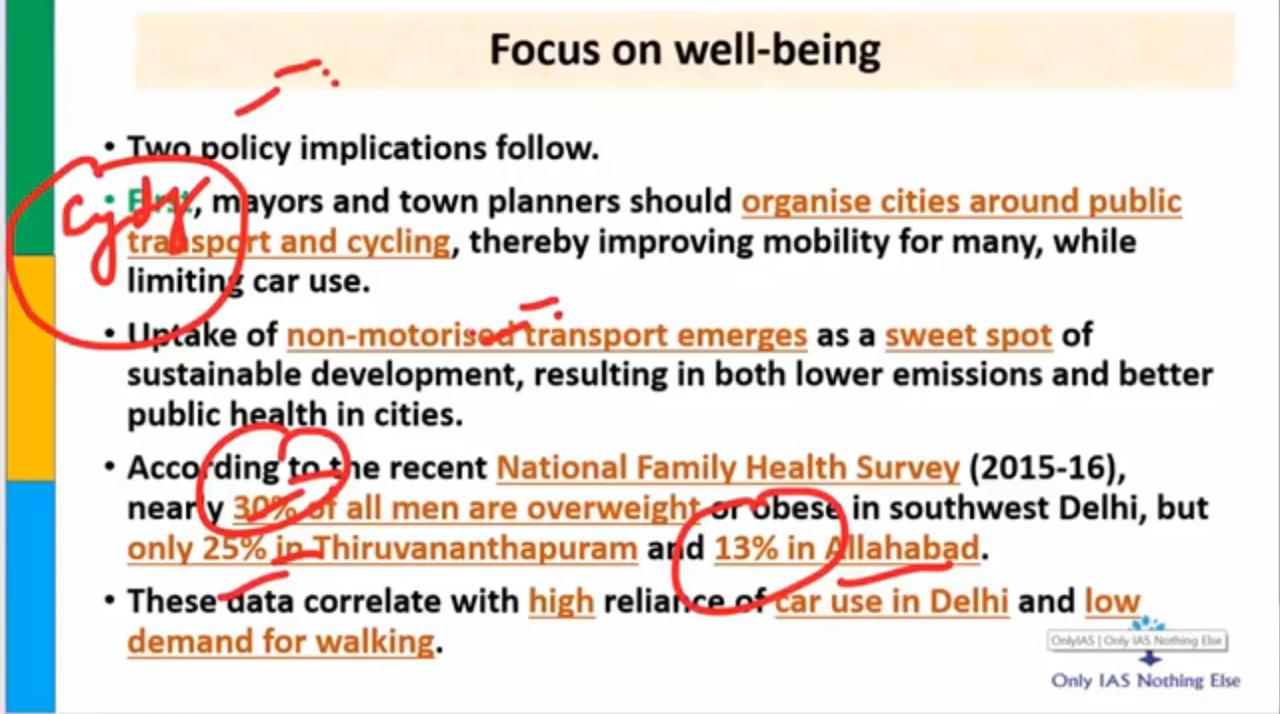 Focus on well-being
• Two policy implications follow.
• First, mayors and town planners should organise cities around public
transport and cycling, thereby improving mobility for many, while
limiting car use.
• Uptake of non-motorised transport emerges as a sweet spot of
sustainable development, resulting in both lower emissions and better
public health in cities.
• According to the recent National Family Health Survey (2015-16),
nearly 30% of all men are overweight or obese in southwest Delhi, but
only 25% in Thiruvananthapuram and 13% in Allahabad.
• These data correlate with high reliance of car use in Delhi and low
demand for walking.
OnlyIAS | Only IAS Nothing Else
Only IAS Nothing Else